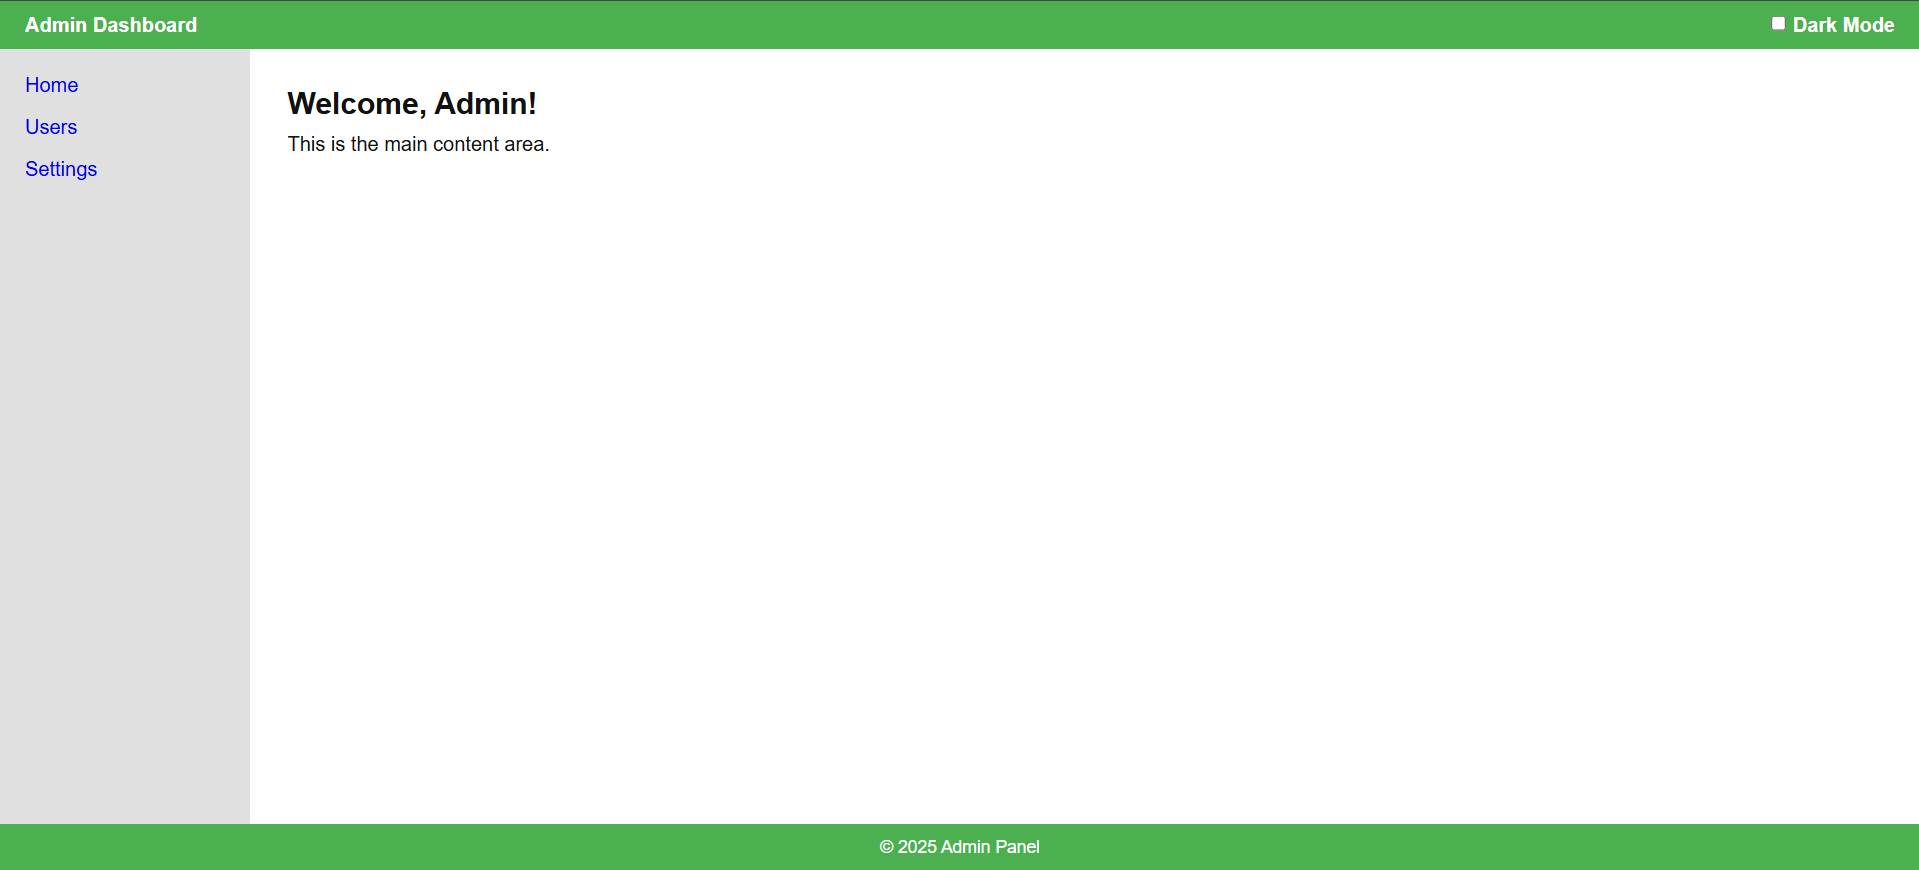 Admin Dashboard
Dark Mode
Home
Users
Settings
Welcome, Admin!
This is the main content area.
© 2025 Admin Panel